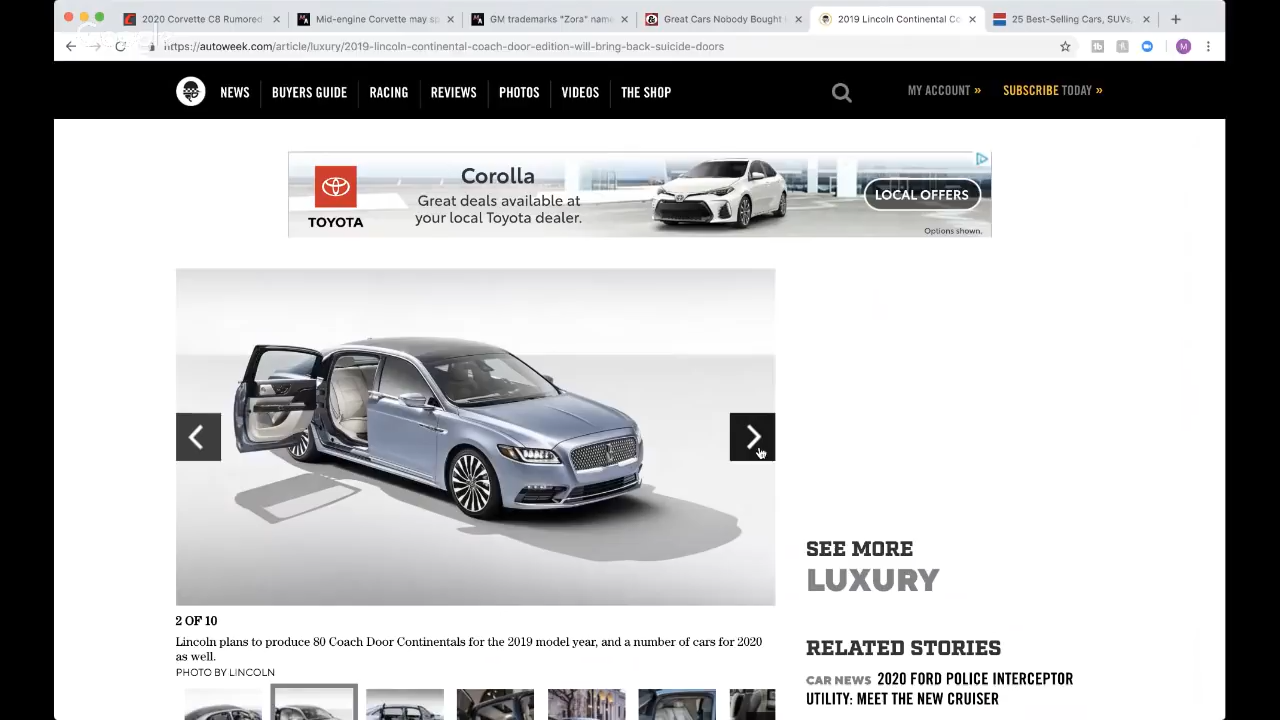 2020 Corvette C8 Rumored
Mid-engine Corvette may sp
GM trademarks "Zora" name
Great Cars Nobody Bought
2019 Lincoln Continental Co
25 Best-Selling Cars, SUVs,
Google
https://autoweek.com/article/luxury/2019-lincoln-continental-coach-door-edition-will-bring-back-suicide-doors
tb
M
NEWS
BUYERS GUIDE
RACING
REVIEWS
PHOTOS
VIDEOS
THE SHOP
MY ACCOUNT »
SUBSCRIBE TODAY »
TOYOTA
Corolla
Great deals available at
your local Toyota dealer.
LOCAL OFFERS
Options shown.
2 OF 10
Lincoln plans to produce 80 Coach Door Continentals for the 2019 model year, and a number of cars for 2020
as well.
PHOTO BY LINCOLN
SEE MORE
LUXURY
RELATED STORIES
CAR NEWS 2020 FORD POLICE INTERCEPTOR
UTILITY: MEET THE NEW CRUISER